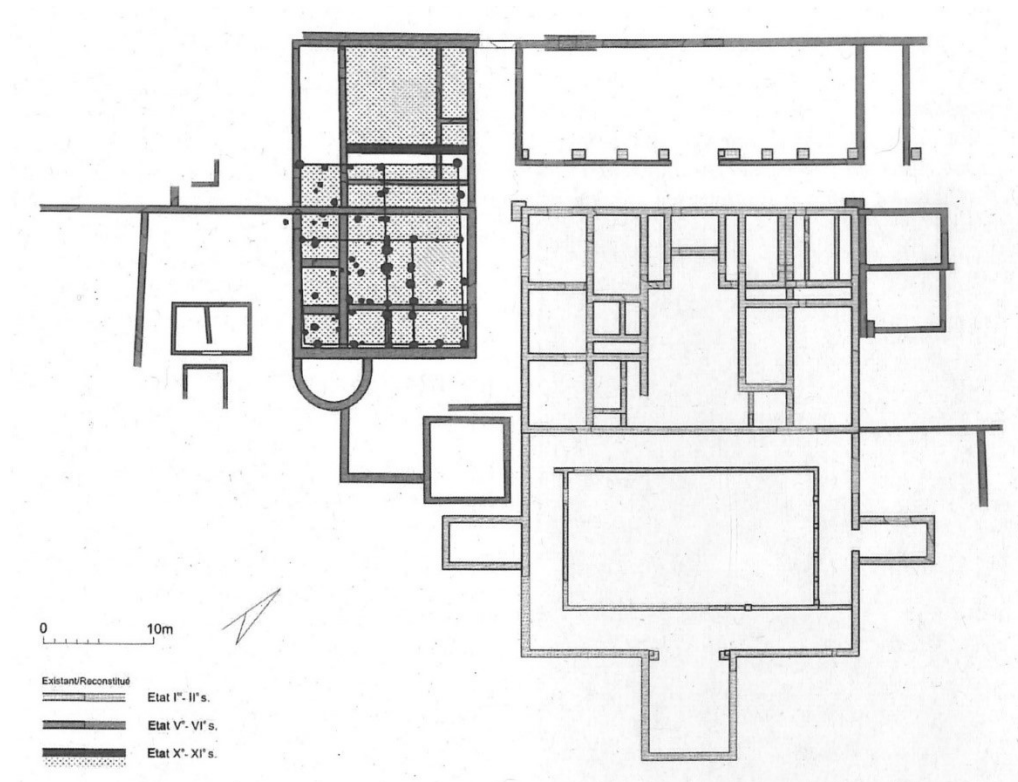 0 10m
Existant/Reconstitué
Etat Iᵉʳ- IIᵉ s.
Etat Vᵉ- VIᵉ s.
Etat Xᵉ- XIᵉ s.